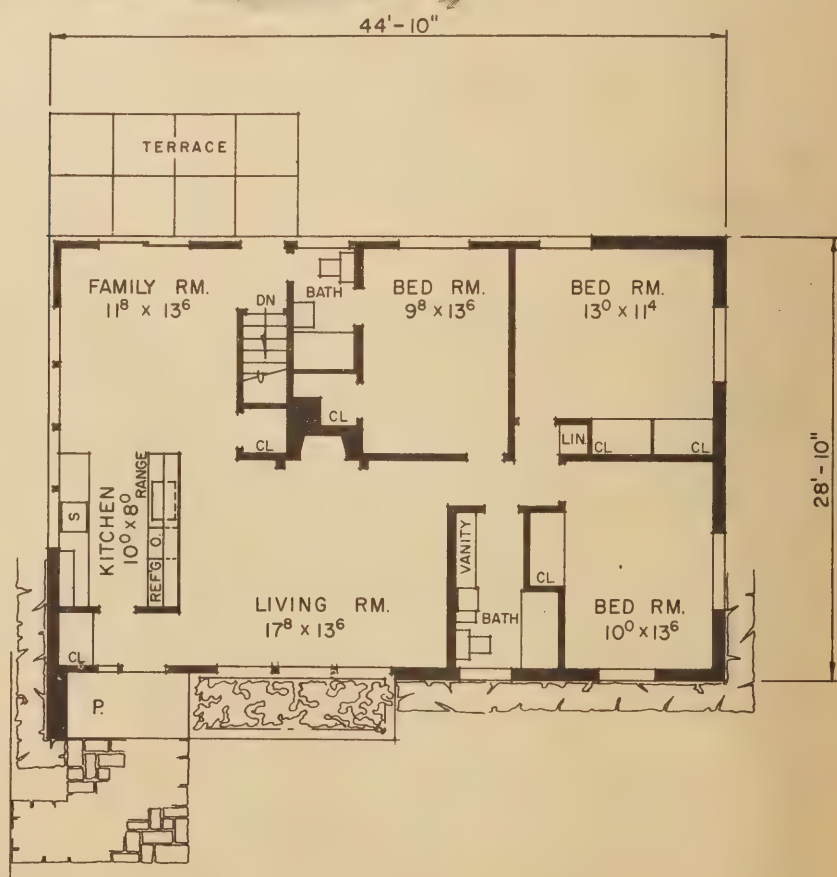 44'-10"
TERRACE
FAMILY RM.
11⁸ X 13⁶
DN
BATH
BED RM.
9⁸ X 13⁶
BED RM.
13⁰ X 11⁴
CL
CL
LIN.
CL
CL
28'-10"
S
KITCHEN
10⁰ X 8⁰
RANGE
O.
REF'G
VANITY
CL
BATH
LIVING RM.
17⁸ X 13⁶
BED RM.
10⁰ X 13⁶
CL
P.